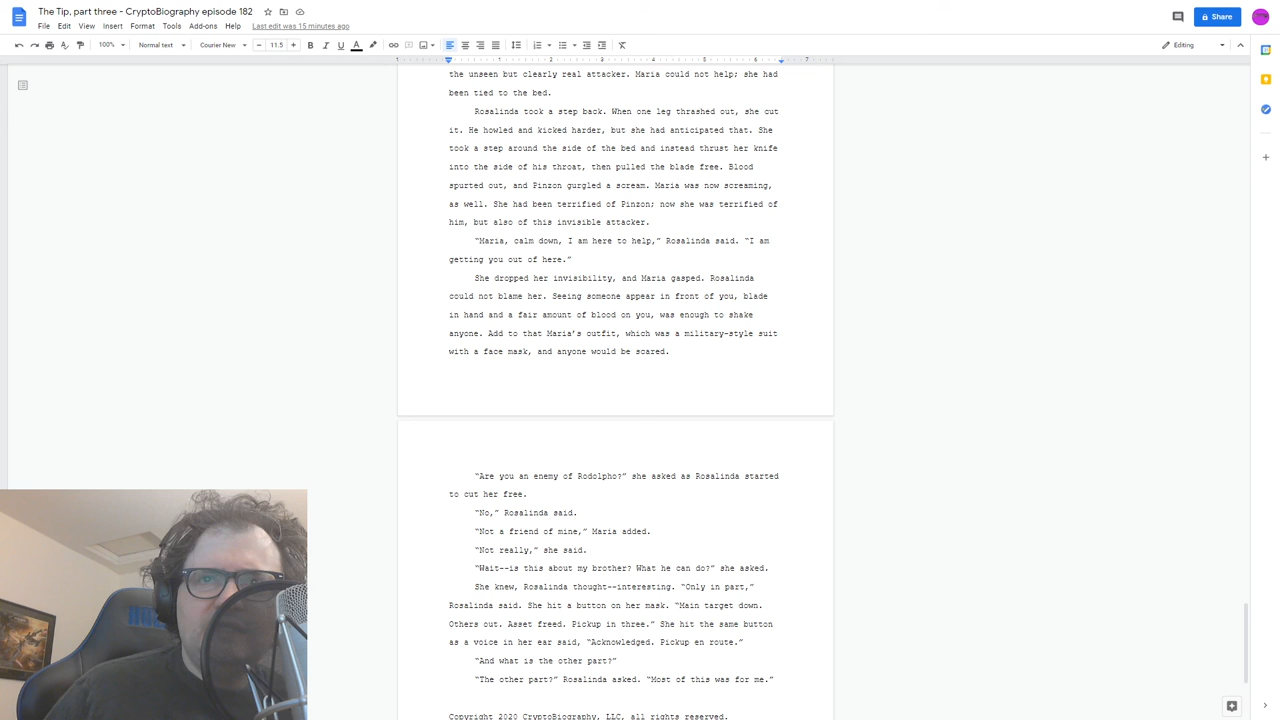 The Tip, part three - CryptoBiography episode 182
File Edit View Insert Format Tools Add-ons Help Last edit was 15 minutes ago
Share
100% Normal text Courier New 11.5 Editing
1 1 2 3 4 5 6 7
the unseen but clearly real attacker. Maria could not help; she had
been tied to the bed.
Rosalinda took a step back. When one leg thrashed out, she cut
it. He howled and kicked harder, but she had anticipated that. She
took a step around the side of the bed and instead thrust her knife
into the side of his throat, then pulled the blade free. Blood
spurted out, and Pinzon gurgled a scream. Maria was now screaming,
as well. She had been terrified of Pinzon; now she was terrified of
him, but also of this invisible attacker.
“Maria, calm down, I am here to help,” Rosalinda said. “I am
getting you out of here.”
She dropped her invisibility, and Maria gasped. Rosalinda
could not blame her. Seeing someone appear in front of you, blade
in hand and a fair amount of blood on you, was enough to shake
anyone. Add to that Maria’s outfit, which was a military-style suit
with a face mask, and anyone would be scared.
“Are you an enemy of Rodolpho?” she asked as Rosalinda started
to cut her free.
“No,” Rosalinda said.
“Not a friend of mine,” Maria added.
“Not really,” she said.
“Wait--is this about my brother? What he can do?” she asked.
She knew, Rosalinda thought--interesting. “Only in part,”
Rosalinda said. She hit a button on her mask. “Main target down.
Others out. Asset freed. Pickup in three.” She hit the same button
as a voice in her ear said, “Acknowledged. Pickup en route.”
“And what is the other part?”
“The other part?” Rosalinda asked. “Most of this was for me.”
Copyright 2020 CryptoBiography, LLC, all rights reserved.